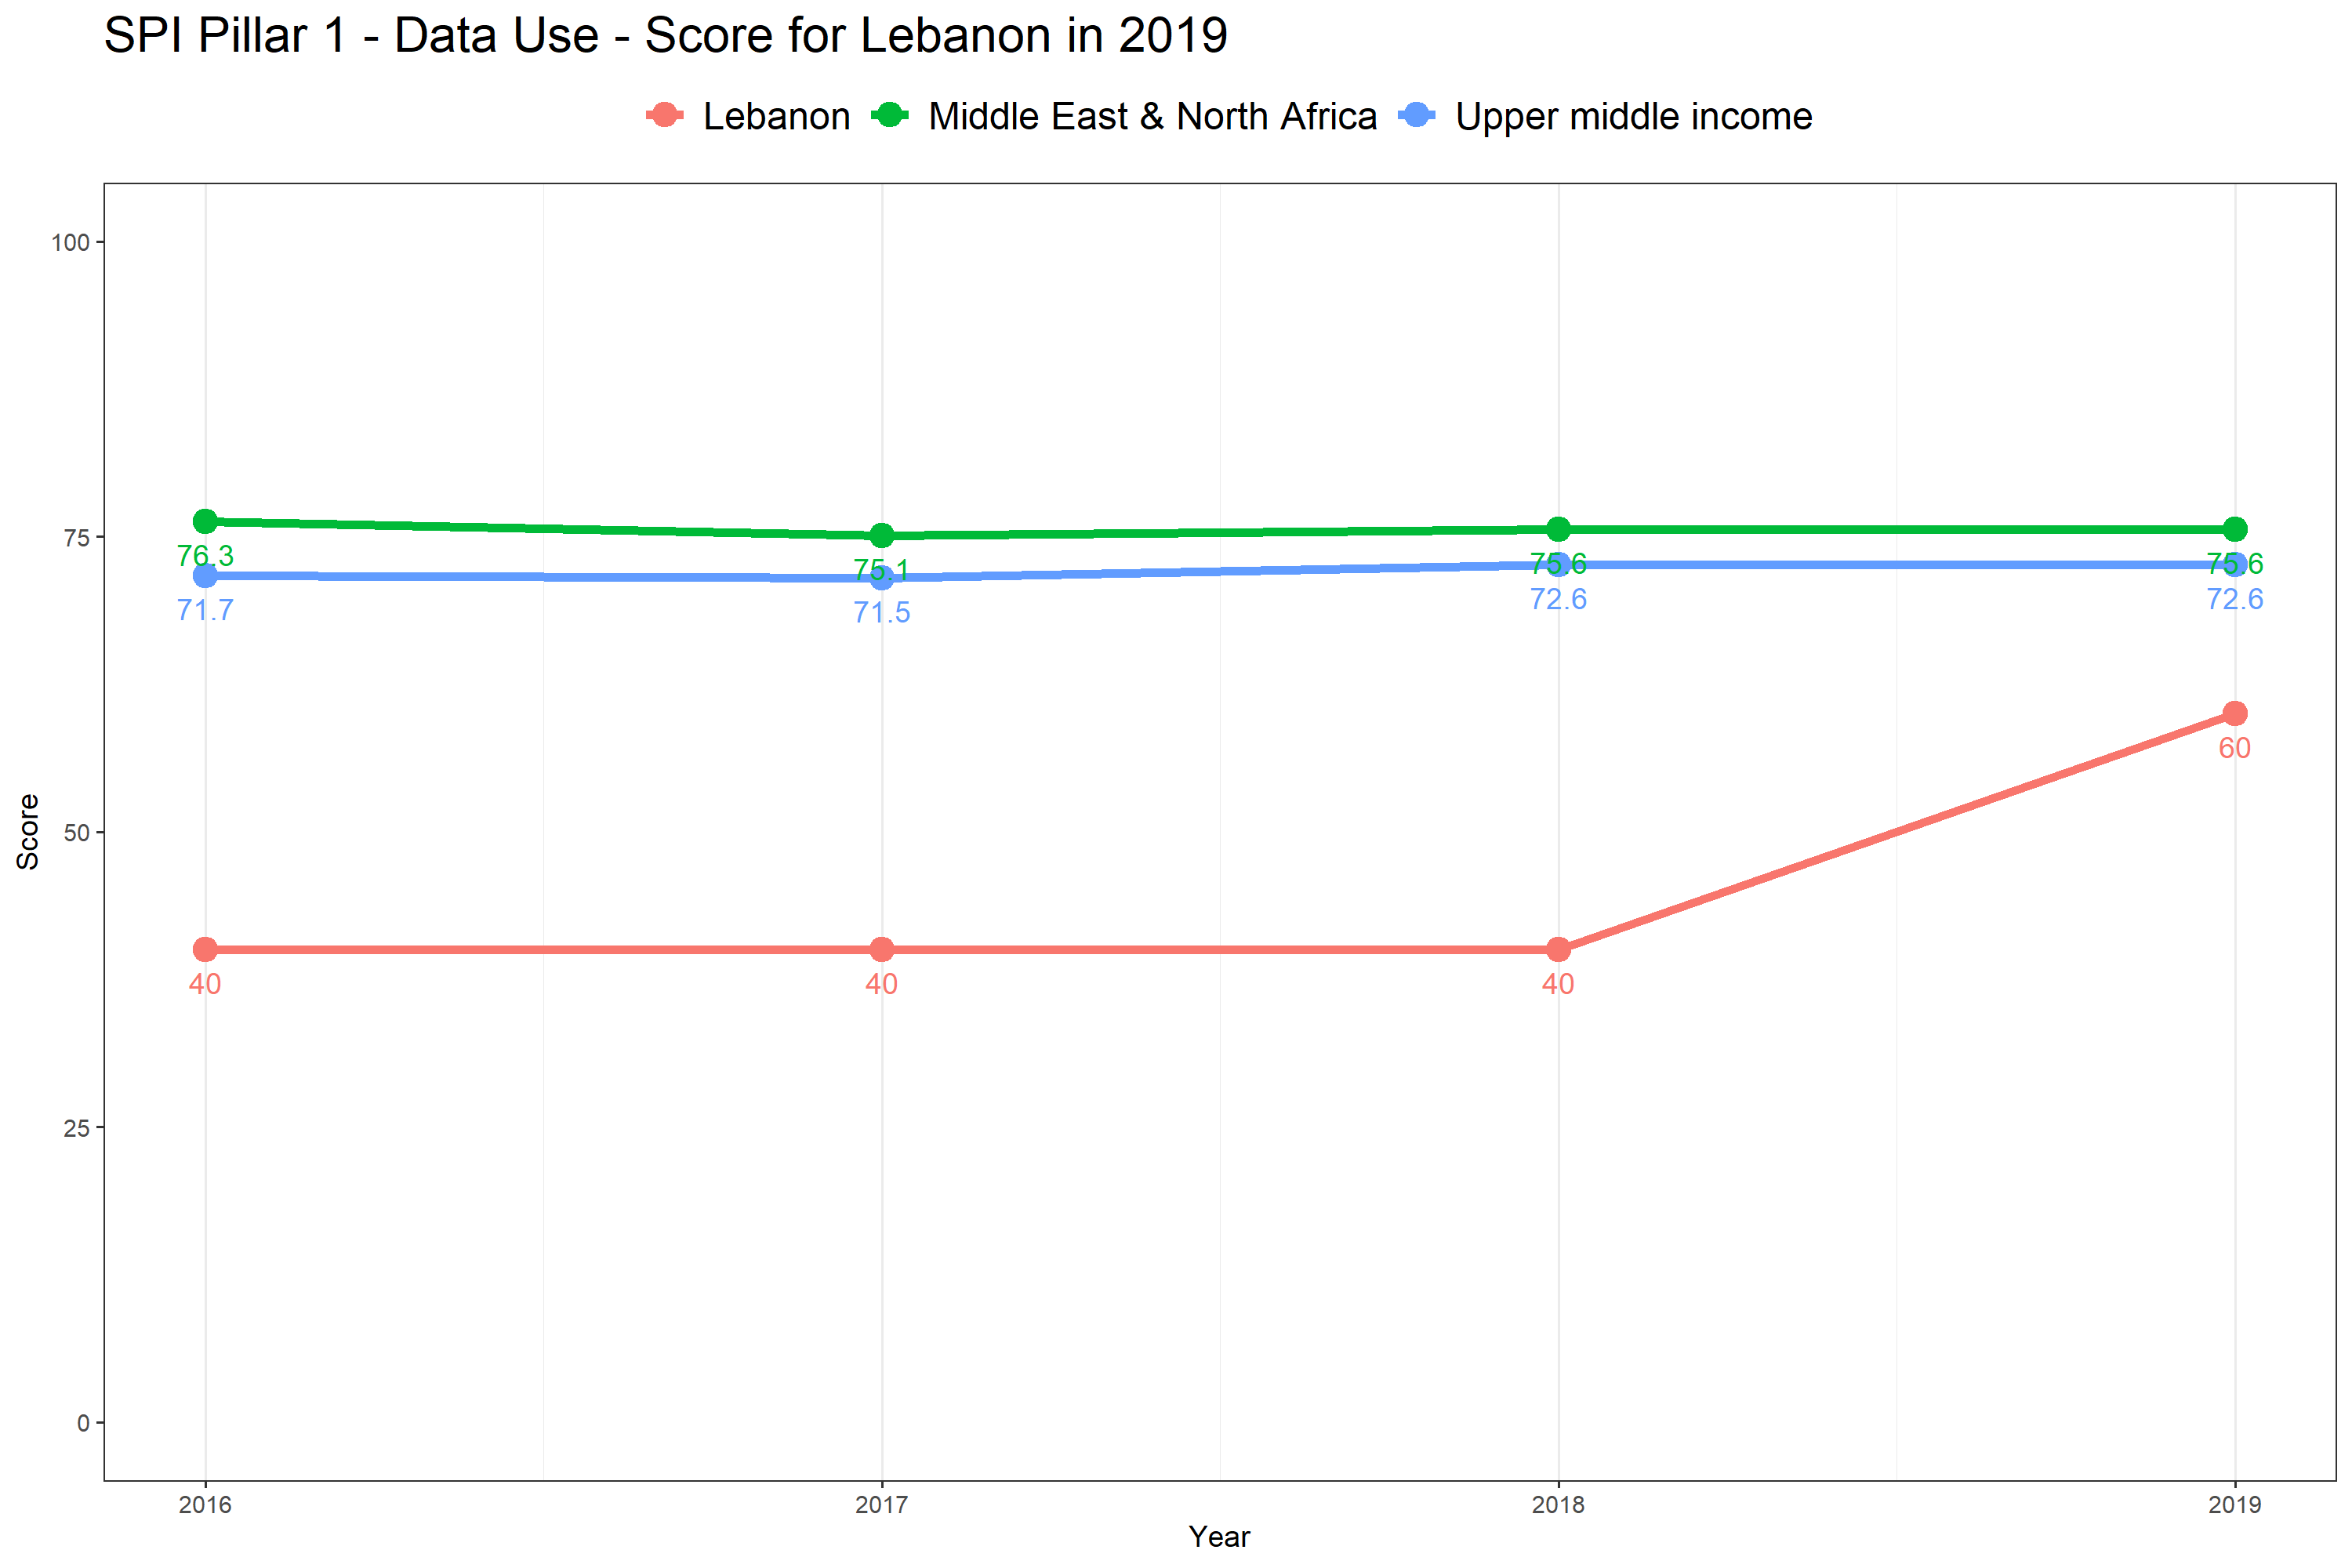 SPI Pillar 1 - Data Use - Score for Lebanon in 2019
Lebanon Middle East & North Africa Upper middle income
100
75
50
25
0
Score
76.3 75.1 75.6 75.6
71.7 71.5 72.6 72.6
60
40 40 40
2016 2017 2018 2019
Year